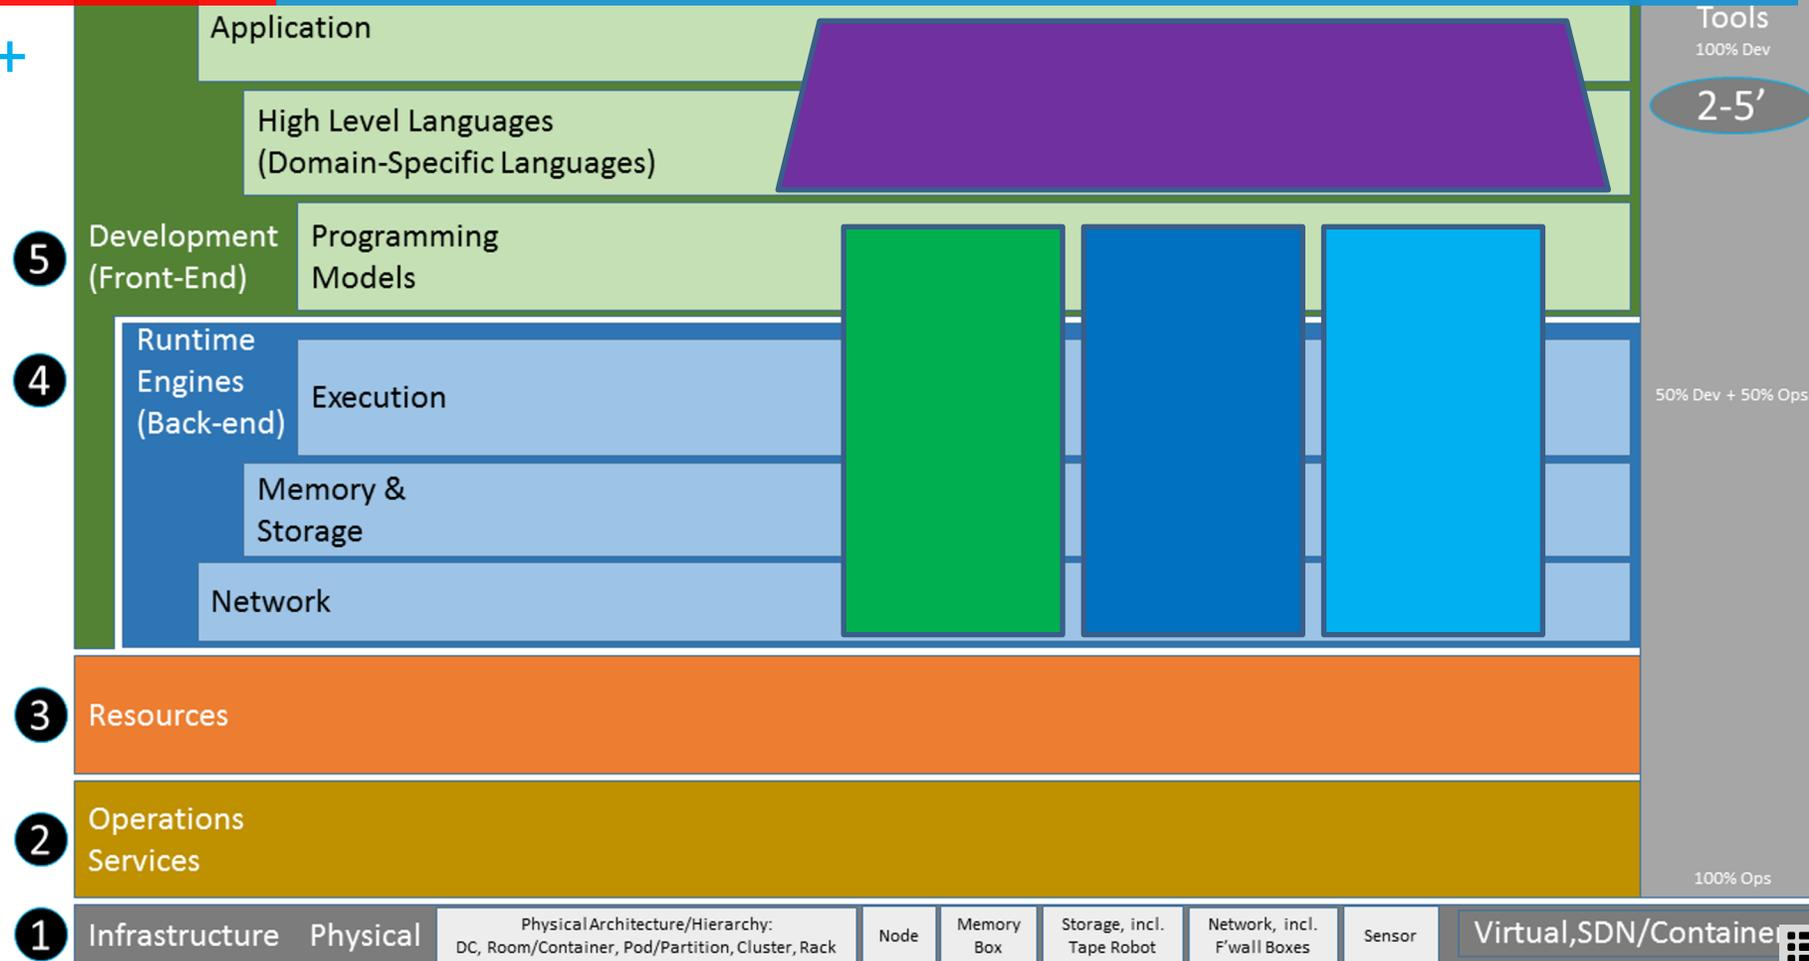 Application
Tools
100% Dev
2-5’
High Level Languages
(Domain-Specific Languages)
5
Development
(Front-End)
Programming
Models
4
Runtime
Engines
(Back-end)
Execution
50% Dev + 50% Ops
Memory &
Storage
Network
3
Resources
2
Operations
Services
100% Ops
1
Infrastructure
Physical
Physical Architecture/Hierarchy:
DC, Room/Container, Pod/Partition, Cluster, Rack
Node
Memory
Box
Storage, incl.
Tape Robot
Network, incl.
F’wall Boxes
Sensor
Virtual,SDN/Container